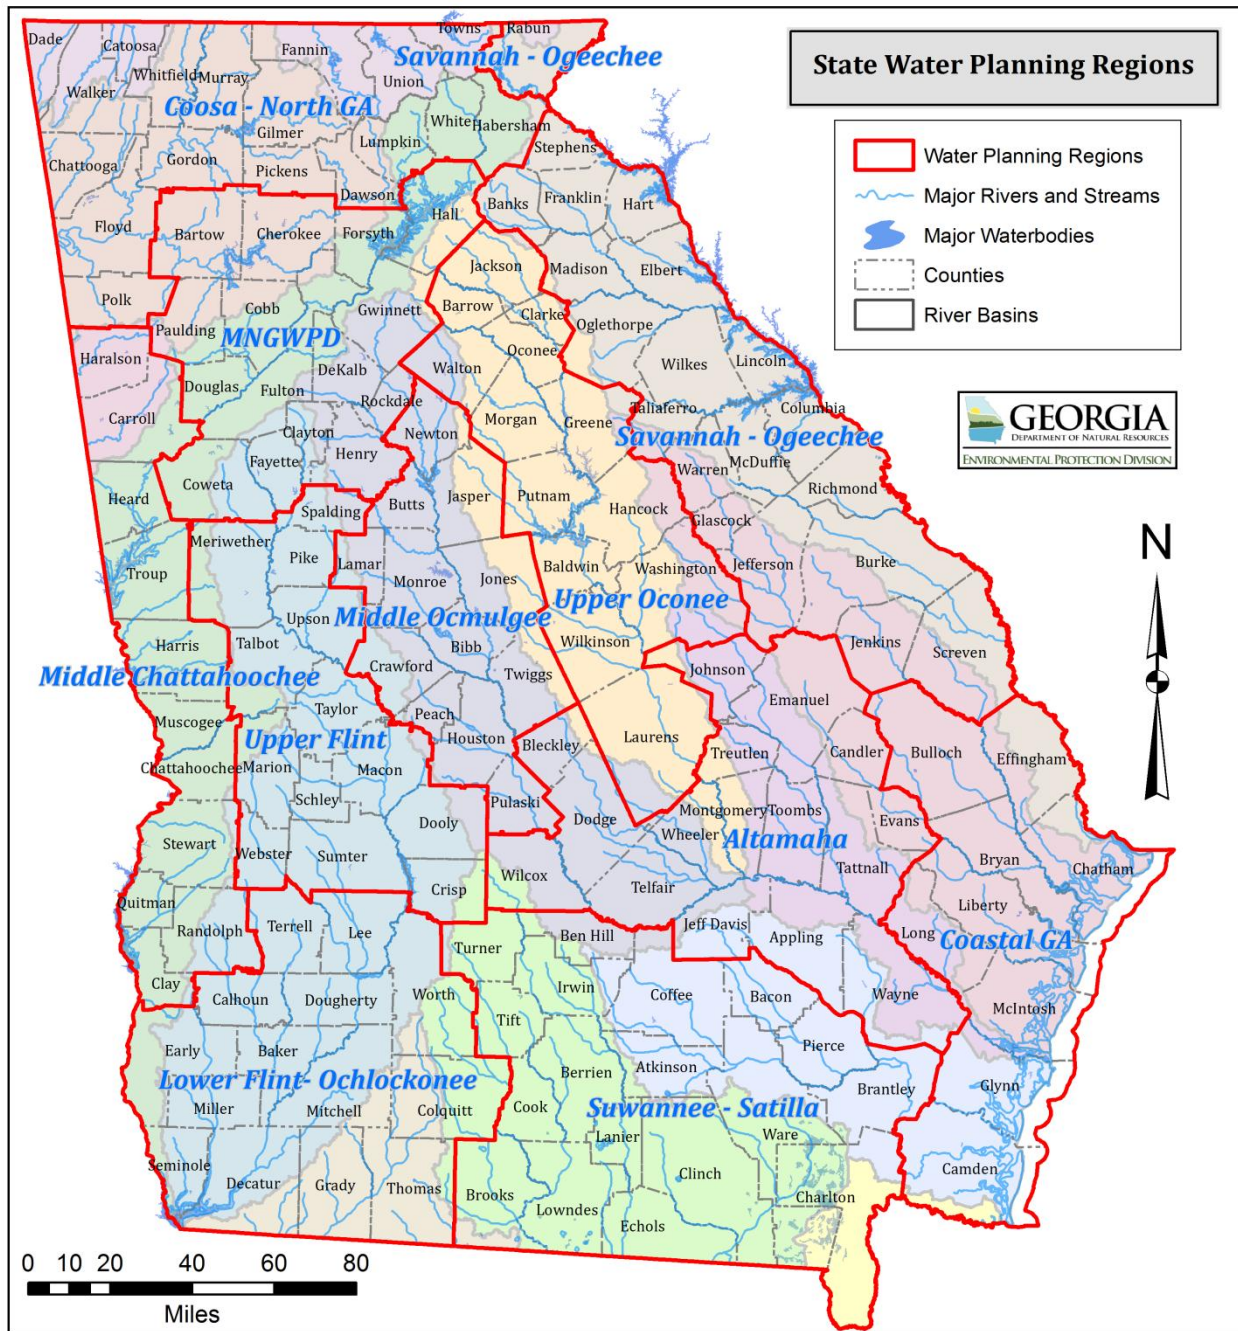 State Water Planning Regions
Water Planning Regions
Major Rivers and Streams
Major Waterbodies
Counties
River Basins
GEORGIA
DEPARTMENT OF NATURAL RESOURCES
ENVIRONMENTAL PROTECTION DIVISION
N
Towns
Rabun
Dade
Catoosa
Fannin
Savannah - Ogeechee
Whitfield
Murray
Union
Walker
Coosa - North GA
White
Habersham
Gilmer
Lumpkin
Stephens
Chattooga
Gordon
Pickens
Dawson
Banks
Franklin
Hart
Hall
Floyd
Bartow
Cherokee
Forsyth
Jackson
Madison
Elbert
Polk
Cobb
Gwinnett
Barrow
Clarke
Paulding
MNGWPD
Oglethorpe
Oconee
Haralson
DeKalb
Walton
Wilkes
Lincoln
Douglas
Fulton
Rockdale
Carroll
Morgan
Greene
Taliaferro
Columbia
Clayton
Newton
Savannah - Ogeechee
Fayette
Henry
McDuffie
Coweta
Warren
Heard
Jasper
Putnam
Richmond
Butts
Spalding
Hancock
Glascock
Meriwether
Pike
Lamar
Monroe
Jones
Baldwin
Washington
Jefferson
Burke
Troup
Upper Oconee
Upson
Middle Ocmulgee
Harris
Talbot
Bibb
Wilkinson
Jenkins
Screven
Middle Chattahoochee
Crawford
Twiggs
Johnson
Emanuel
Taylor
Peach
Muscogee
Upper Flint
Houston
Bleckley
Laurens
Treutlen
Candler
Bulloch
Effingham
Chattahoochee
Marion
Macon
Schley
Pulaski
Montgomery
Toombs
Dooly
Dodge
Wheeler
Altamaha
Evans
Stewart
Webster
Sumter
Bryan
Chatham
Crisp
Wilcox
Telfair
Tattnall
Quitman
Liberty
Randolph
Terrell
Lee
Ben Hill
Jeff Davis
Appling
Long
Coastal GA
Turner
Clay
Calhoun
Dougherty
Worth
Irwin
Coffee
Bacon
Wayne
McIntosh
Tift
Early
Baker
Pierce
Lower Flint- Ochlockonee
Berrien
Atkinson
Brantley
Glynn
Miller
Mitchell
Colquitt
Cook
Suwannee - Satilla
Lanier
Ware
Seminole
Clinch
Camden
Decatur
Grady
Thomas
Brooks
Lowndes
Echols
Charlton
0 10 20 40 60 80
Miles